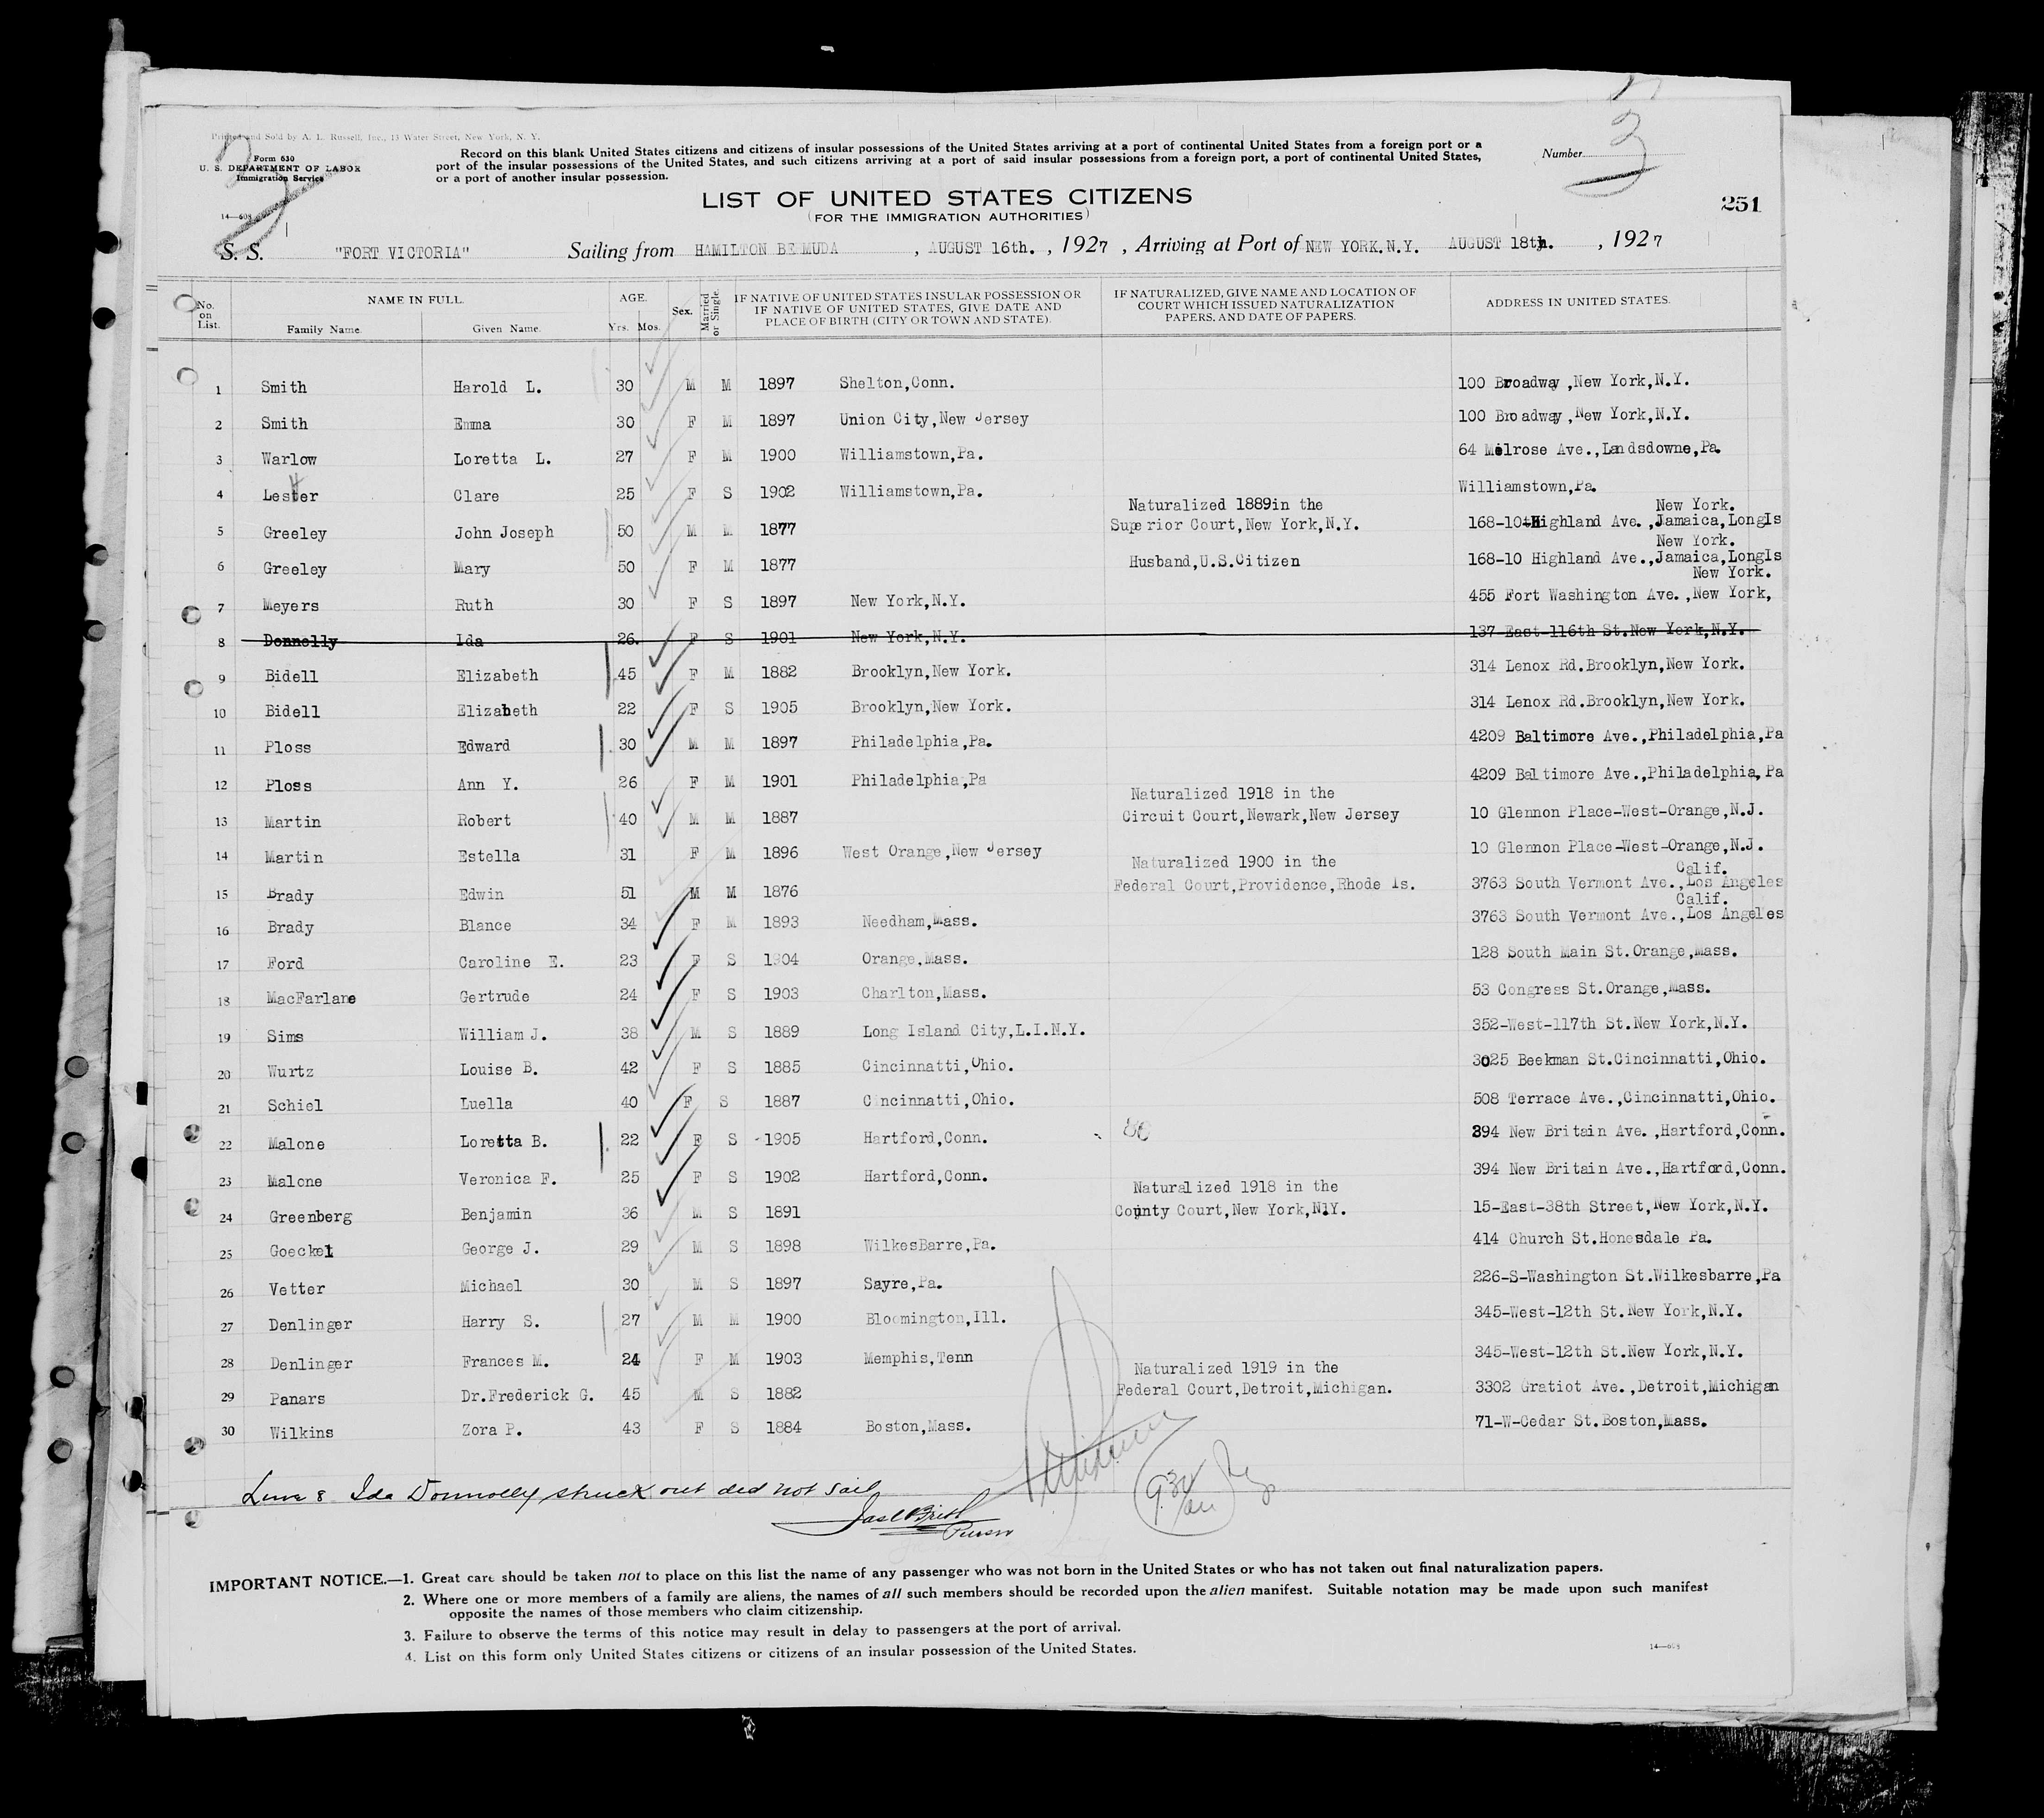 Printed and Sold by A. L. Russell, Inc., 13 Water Street, New York, N. Y.
Form 630
U. S. DEPARTMENT OF LABOR
Immigration Service
14—608
Record on this blank United States citizens and citizens of insular possessions of the United States arriving at a port of continental United States from a foreign port or a
port of the insular possessions of the United States, and such citizens arriving at a port of said insular possessions from a foreign port, a port of continental United States,
or a port of another insular possession.
Number 3
LIST OF UNITED STATES CITIZENS
(FOR THE IMMIGRATION AUTHORITIES)
251
S. S. "FORT VICTORIA" Sailing from HAMILTON BERMUDA, AUGUST 16th., 1927, Arriving at Port of NEW YORK.N.Y. AUGUST 18th., 1927
No. on List. NAME IN FULL. Family Name. Given Name. AGE. Yrs. Mos. Sex. Married or Single. IF NATIVE OF UNITED STATES INSULAR POSSESSION OR IF NATIVE OF UNITED STATES, GIVE DATE AND PLACE OF BIRTH (CITY OR TOWN AND STATE). IF NATURALIZED, GIVE NAME AND LOCATION OF COURT WHICH ISSUED NATURALIZATION PAPERS, AND DATE OF PAPERS. ADDRESS IN UNITED STATES.
1 Smith Harold L. 30 M M 1897 Shelton,Conn. 100 Broadway,New York,N.Y.
2 Smith Emma 30 F M 1897 Union City,New Jersey 100 Broadway,New York,N.Y.
3 Warlow Loretta L. 27 F M 1900 Williamstown,Pa. 64 Melrose Ave.,Landsdowne,Pa.
4 Lester Clare 25 F S 1902 Williamstown,Pa. Williamstown,Pa.
5 Greeley John Joseph 50 M M 1877 Naturalized 1889in the Superior Court,New York,N.Y. 168-10 Highland Ave.,Jamaica,LongIs New York.
6 Greeley Mary 50 F M 1877 Husband,U.S.Citizen 168-10 Highland Ave.,Jamaica,LongIs New York.
7 Meyers Ruth 30 F S 1897 New York,N.Y. 455 Fort Washington Ave.,New York, New York.
8 Donnolly Ida 26 F S 1901 New York,N.Y. 137 East-116th St.New York,N.Y.
9 Bidell Elizabeth 45 F M 1882 Brooklyn,New York. 314 Lenox Rd.Brooklyn,New York.
10 Bidell Elizabeth 22 F S 1905 Brooklyn,New York. 314 Lenox Rd.Brooklyn,New York.
11 Ploss Edward 30 M M 1897 Philadelphia,Pa. 4209 Baltimore Ave.,Philadelphia,Pa
12 Ploss Ann Y. 26 F M 1901 Philadelphia,Pa 4209 Baltimore Ave.,Philadelphia,Pa
13 Martin Robert 40 M M 1887 Naturalized 1918 in the Circuit Court,Newark,New Jersey 10 Glennon Place-West-Orange,N.J.
14 Martin Estella 31 F M 1896 West Orange,New Jersey 10 Glennon Place-West-Orange,N.J.
15 Brady Edwin 51 M M 1876 Naturalized 1900 in the Federal Court,Providence,Rhode Is. 3763 South Vermont Ave.,Los Angeles Calif.
16 Brady Blance 34 F M 1893 Needham,Mass. 3763 South Vermont Ave.,Los Angeles Calif.
17 Ford Caroline E. 23 F S 1904 Orange,Mass. 128 South Main St.Orange,Mass.
18 MacFarlane Gertrude 24 F S 1903 Charlton,Mass. 53 Congress St.Orange,Mass.
19 Sims William J. 38 M S 1889 Long Island City,L.I.N.Y. 352-West-117th St.New York,N.Y.
20 Wurtz Louise B. 42 F S 1885 Cincinnatti,Ohio. 3025 Beekman St.Cincinnatti,Ohio.
21 Schiel Luella 40 F S 1887 Cincinnatti,Ohio. 508 Terrace Ave.,Cincinnatti,Ohio.
22 Malone Loretta B. 22 F S 1905 Hartford,Conn. 394 New Britain Ave.,Hartford,Conn.
23 Malone Veronica F. 25 F S 1902 Hartford,Conn. 394 New Britain Ave.,Hartford,Conn.
24 Greenberg Benjamin 36 M S 1891 Naturalized 1918 in the County Court,New York,N.Y. 15-East-38th Street,New York,N.Y.
25 Goeckel George J. 29 M S 1898 WilkesBarre,Pa. 414 Church St.Honesdale Pa.
26 Vetter Michael 30 M S 1897 Sayre,Pa. 226-S-Washington St.Wilkesbarre,Pa
27 Denlinger Harry S. 27 M M 1900 Bloomington,Ill. 345-West-12th St.New York,N.Y.
28 Denlinger Frances M. 24 F M 1903 Memphis,Tenn 345-West-12th St.New York,N.Y.
29 Panars Dr.Frederick G. 45 M S 1882 Naturalized 1919 in the Federal Court,Detroit,Michigan. 3302 Gratiot Ave.,Detroit,Michigan
30 Wilkins Zora P. 43 F S 1884 Boston,Mass. 71-W-Cedar St.Boston,Mass.
Line 8 Ida Donnolly struck out did not sail
Purser
IMPORTANT NOTICE.—1. Great care should be taken not to place on this list the name of any passenger who was not born in the United States or who has not taken out final naturalization papers.
2. Where one or more members of a family are aliens, the names of all such members should be recorded upon the alien manifest. Suitable notation may be made upon such manifest
opposite the names of those members who claim citizenship.
3. Failure to observe the terms of this notice may result in delay to passengers at the port of arrival.
4. List on this form only United States citizens or citizens of an insular possession of the United States.
14—608